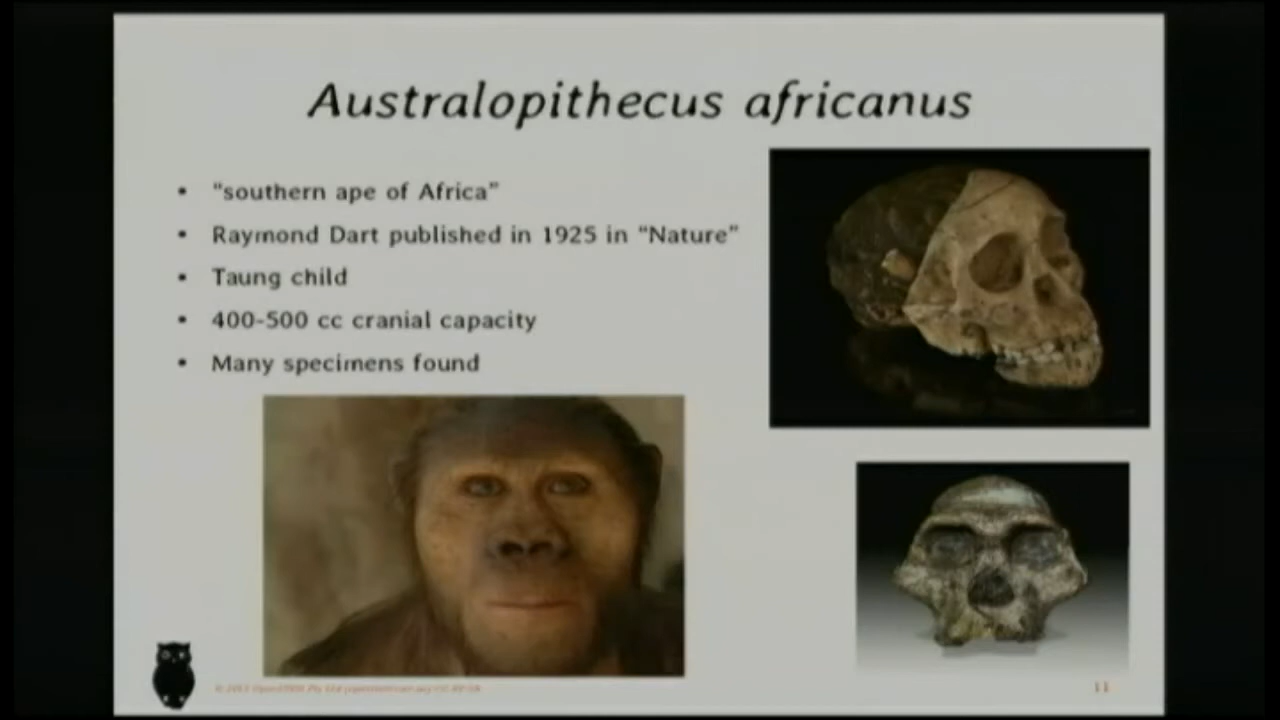 Australopithecus africanus
• "southern ape of Africa"
• Raymond Dart published in 1925 in "Nature"
• Taung child
• 400-500 cc cranial capacity
• Many specimens found
11